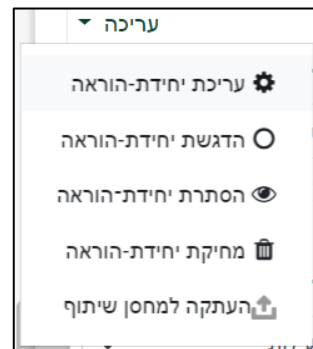 עריכה
עריכת יחידת-הוראה
הדגשת יחידת-הוראה
הסתרת יחידת-הוראה
מחיקת יחידת-הוראה
העתקה למחסן שיתוף